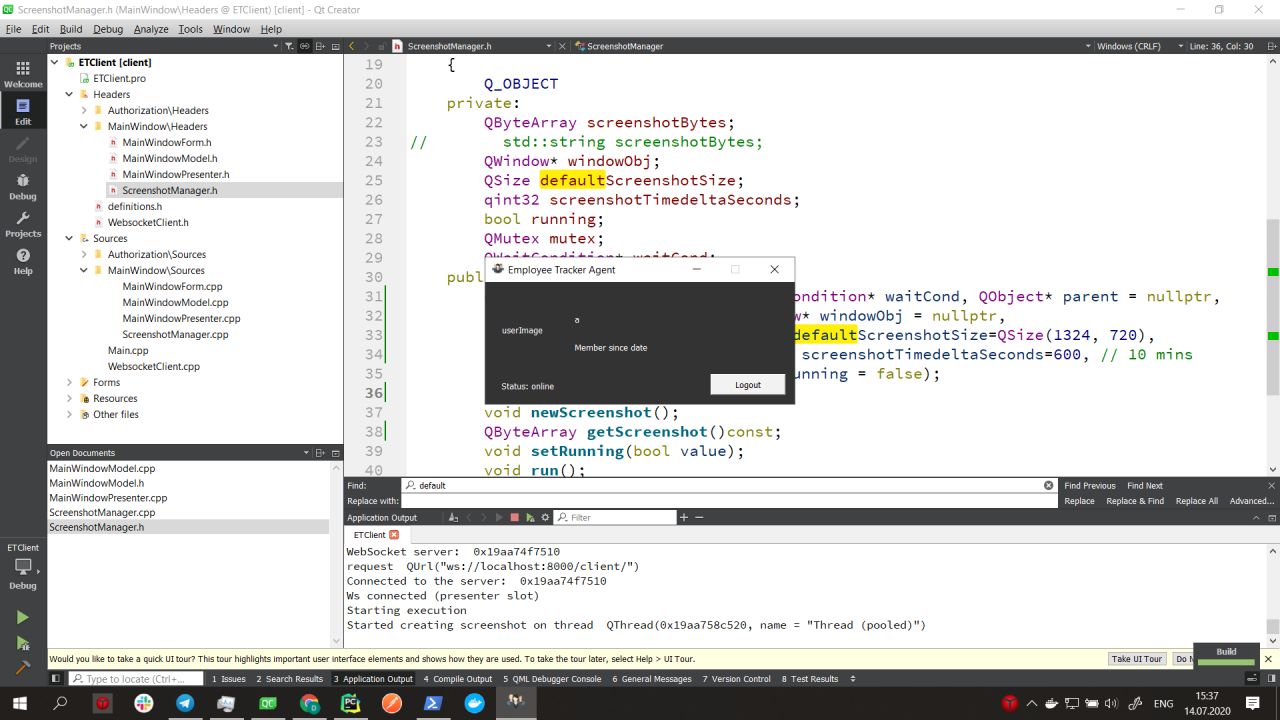 ScreenshotManager.h (MainWindow\Headers @ ETClient) [client] - Qt Creator
File Edit Build Debug Analyze Tools Window Help
Projects
ScreenshotManager.h
ScreenshotManager
Windows (CRLF)
Line: 36, Col: 30
Welcome
Edit
Design
Debug
Projects
Help
ETClient
Debug
ETClient [client]
ETClient.pro
Headers
Authorization\Headers
MainWindow\Headers
MainWindowForm.h
MainWindowModel.h
MainWindowPresenter.h
ScreenshotManager.h
definitions.h
WebsocketClient.h
Sources
Authorization\Sources
MainWindow\Sources
MainWindowForm.cpp
MainWindowModel.cpp
MainWindowPresenter.cpp
ScreenshotManager.cpp
Main.cpp
WebsocketClient.cpp
Forms
Resources
Other files
Open Documents
MainWindowModel.cpp
MainWindowModel.h
MainWindowPresenter.cpp
ScreenshotManager.cpp
ScreenshotManager.h
19 {
20 Q_OBJECT
21 private:
22 QByteArray screenshotBytes;
23 // std::string screenshotBytes;
24 QWindow* windowObj;
25 QSize defaultScreenshotSize;
26 qint32 screenshotTimedeltaSeconds;
27 bool running;
28 QMutex mutex;
29 QWaitCondition* waitCond;
30 publ
31 ondition* waitCond, QObject* parent = nullptr,
32 w* windowObj = nullptr,
33 defaultScreenshotSize=QSize(1324, 720),
34 screenshotTimedeltaSeconds=600, // 10 mins
35 unning = false);
36
37 void newScreenshot();
38 QByteArray getScreenshot()const;
39 void setRunning(bool value);
40 void run();
Employee Tracker Agent
a
userImage
Member since date
Status: online
Logout
Find: default
Find Previous Find Next
Replace with:
Replace Replace & Find Replace All Advanced...
Application Output
Filter
ETClient
WebSocket server: 0x19aa74f7510
request QUrl("ws://localhost:8000/client/")
Connected to the server: 0x19aa74f7510
Ws connected (presenter slot)
Starting execution
Started creating screenshot on thread QThread(0x19aa758c520, name = "Thread (pooled)")
Would you like to take a quick UI tour? This tour highlights important user interface elements and shows how they are used. To take the tour later, select Help > UI Tour.
Take UI Tour
Do N
Build
Type to locate (Ctrl+...
1 Issues 2 Search Results 3 Application Output 4 Compile Output 5 QML Debugger Console 6 General Messages 7 Version Control 8 Test Results
ENG
15:37
14.07.2020